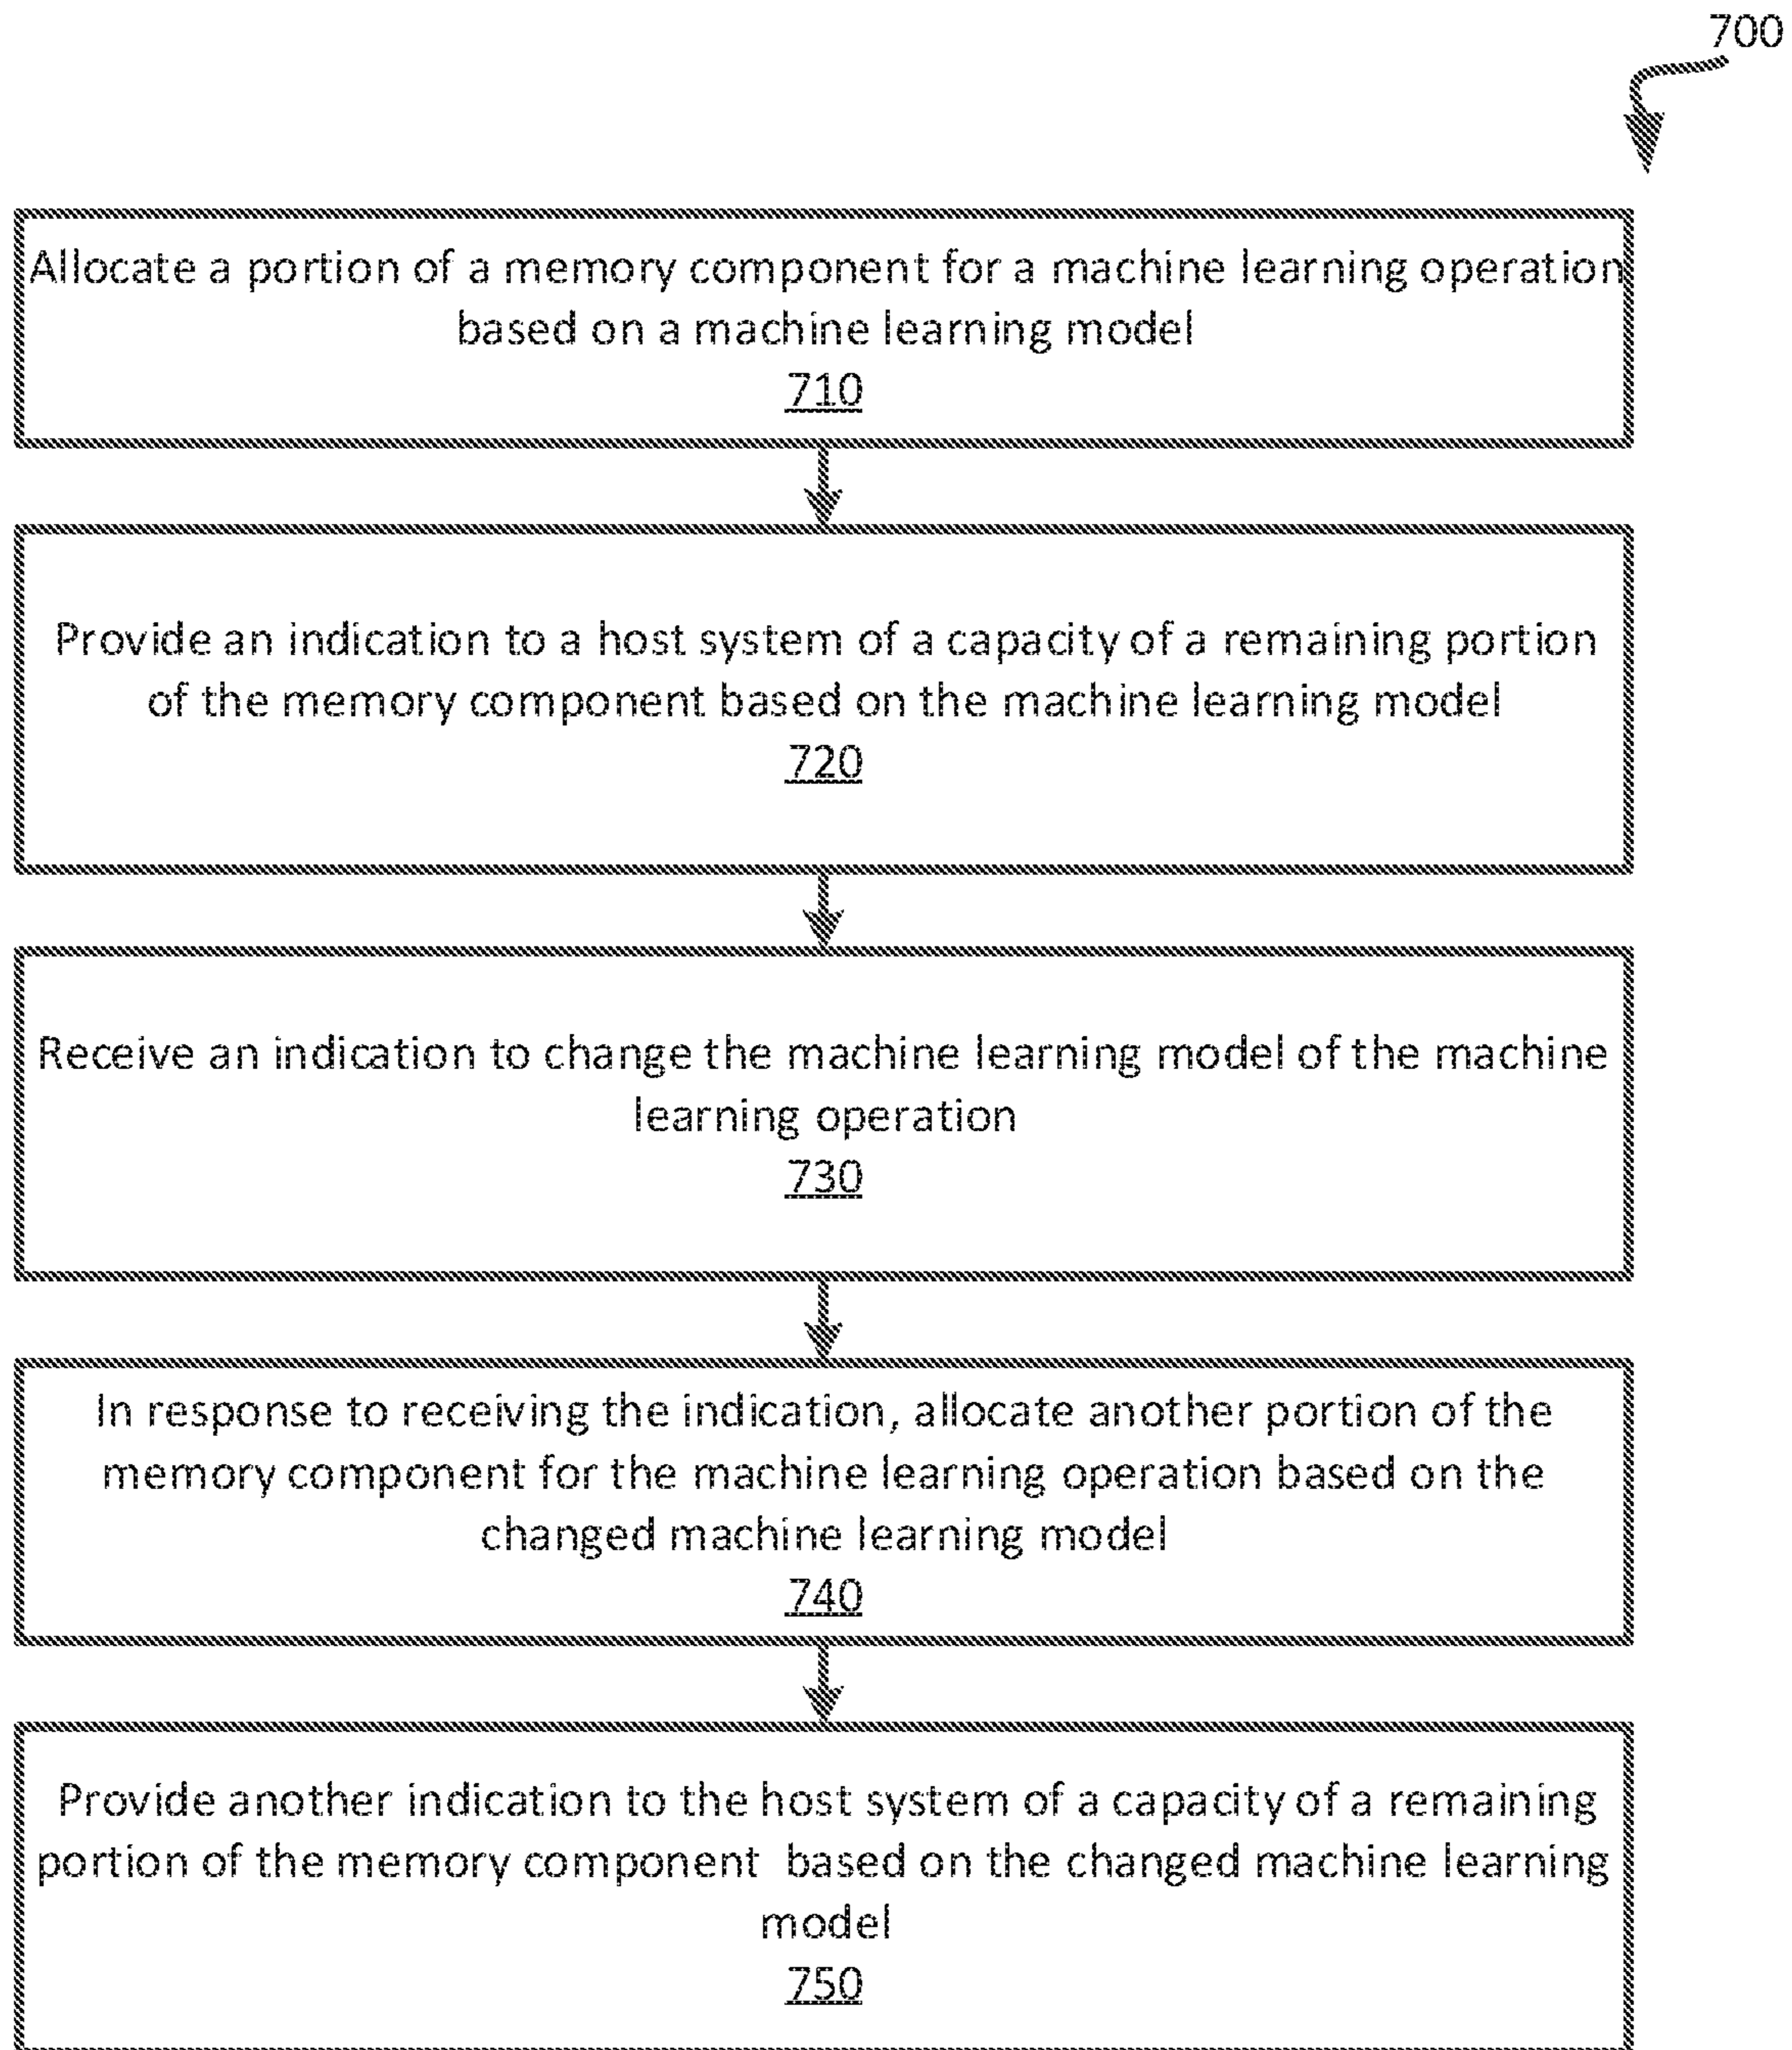 700
Allocate a portion of a memory component for a machine learning operation
based on a machine learning model
710
Provide an indication to a host system of a capacity of a remaining portion
of the memory component based on the machine learning model
720
Receive an indication to change the machine learning model of the machine
learning operation
730
In response to receiving the indication, allocate another portion of the
memory component for the machine learning operation based on the
changed machine learning model
740
Provide another indication to the host system of a capacity of a remaining
portion of the memory component based on the changed machine learning
model
750